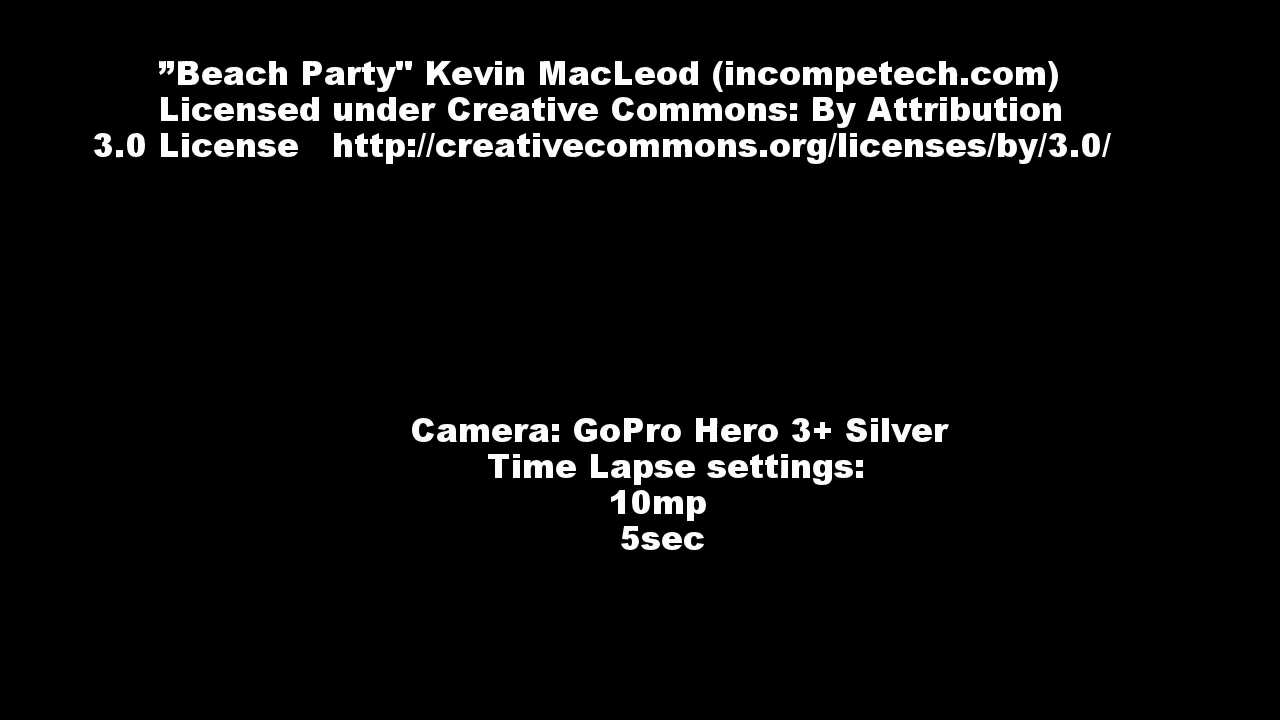 ”Beach Party" Kevin MacLeod (incompetech.com)
Licensed under Creative Commons: By Attribution
3.0 License http://creativecommons.org/licenses/by/3.0/
Camera: GoPro Hero 3+ Silver
Time Lapse settings:
10mp
5sec